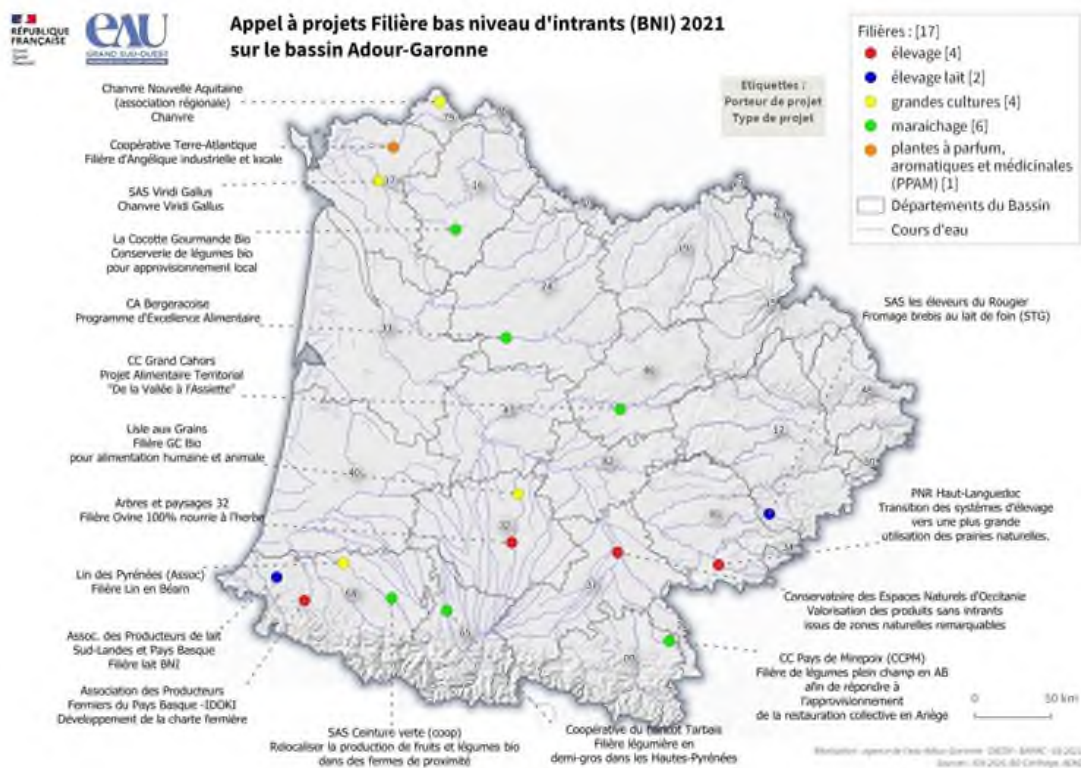 RÉPUBLIQUE
FRANÇAISE
eau
GRAND SUD-OUEST
Appel à projets Filière bas niveau d'intrants (BNI) 2021
sur le bassin Adour-Garonne
Etiquettes :
Porteur de projet
Type de projet
Filières : [17]
élevage [4]
élevage lait [2]
grandes cultures [4]
maraichage [6]
plantes à parfum,
aromatiques et médicinales
(PPAM) [1]
Départements du Bassin
Cours d'eau
Chanvre Nouvelle Aquitaine
(association régionale)
Chanvre
Coopérative Terre-Atlantique
Filière d'Angélique industrielle et locale
SAS Viridi Gallus
Chanvre Viridi Gallus
La Cocotte Gourmande Bio
Conserverie de légumes bio
pour approvisionnement local
CA Bergeracoise
Programme d'Excellence Alimentaire
CC Grand Cahors
Projet Alimentaire Territorial
"De la Vallée à l'Assiette"
Lisle aux Grains
Filière GC Bio
pour alimentation humaine et animale
Arbres et paysages 32
Filière Ovine 100% nourrie à l'herbe
Lin des Pyrénées (Assoc)
Filière Lin en Béarn
Assoc. des Producteurs de lait
Sud-Landes et Pays Basque
Filière lait BNI
Association des Producteurs
Fermiers du Pays Basque -IDOKI
Développement de la charte fermière
SAS Ceinture verte (coop)
Relocaliser la production de fruits et légumes bio
dans des fermes de proximité
Coopérative du haricot Tarbais
Filière légumière en
demi-gros dans les Hautes-Pyrénées
SAS les éleveurs du Rougier
Fromage brebis au lait de foin (STG)
PNR Haut-Languedoc
Transition des systèmes d'élevage
vers une plus grande
utilisation des prairies naturelles.
Conservatoire des Espaces Naturels d'Occitanie
Valorisation des produits sans intrants
issus de zones naturelles remarquables
CC Pays de Mirepoix (CCPM)
Filière de légumes plein champ en AB
afin de répondre à
l'approvisionnement
de la restauration collective en Ariège
79
17
16
24
19
33
46
48
47
12
40
82
32
81
34
31
64
65
09
0
50 km